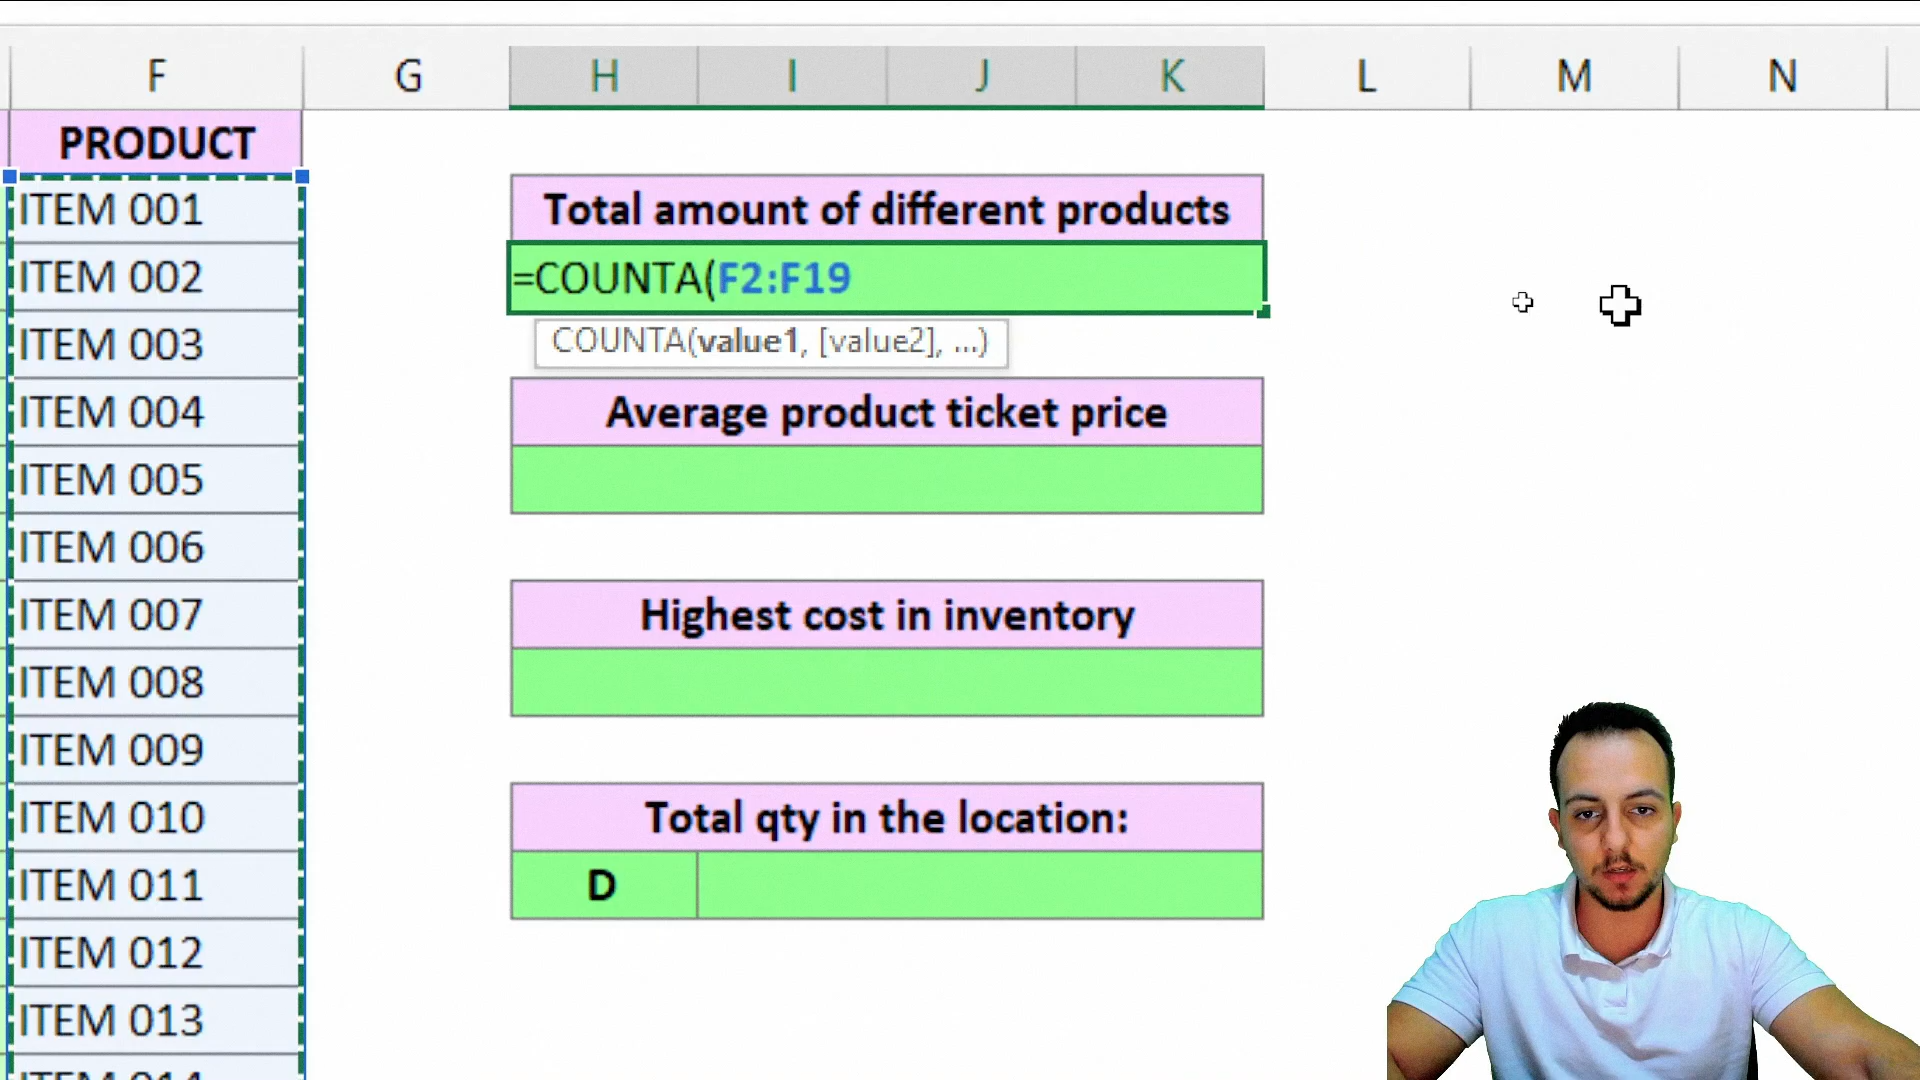 F G H I J K L M N
PRODUCT
ITEM 001
ITEM 002
ITEM 003
ITEM 004
ITEM 005
ITEM 006
ITEM 007
ITEM 008
ITEM 009
ITEM 010
ITEM 011
ITEM 012
ITEM 013
ITEM 014
Total amount of different products
=COUNTA(F2:F19
COUNTA(value1, [value2], ...)
Average product ticket price
Highest cost in inventory
Total qty in the location:
D